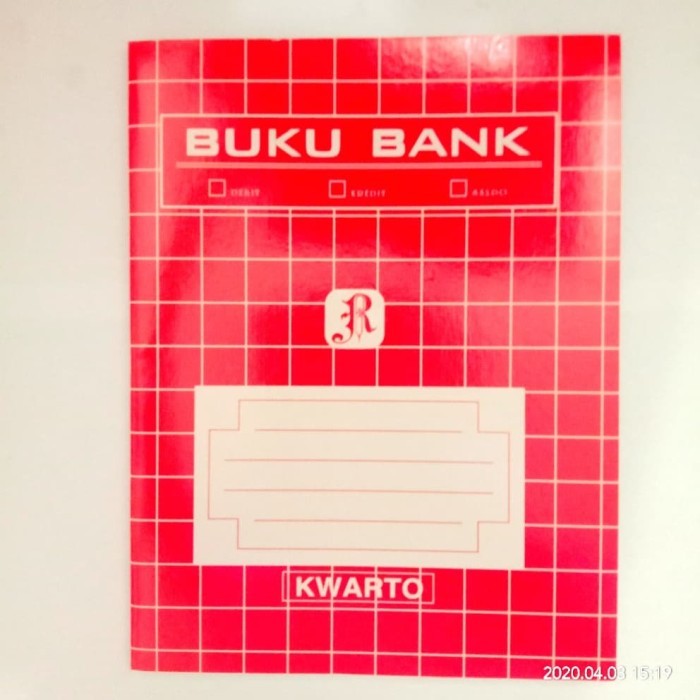 BUKU BANK
DEBIT KREDIT SALDO
R
KWARTO
2020.04.03 15:19